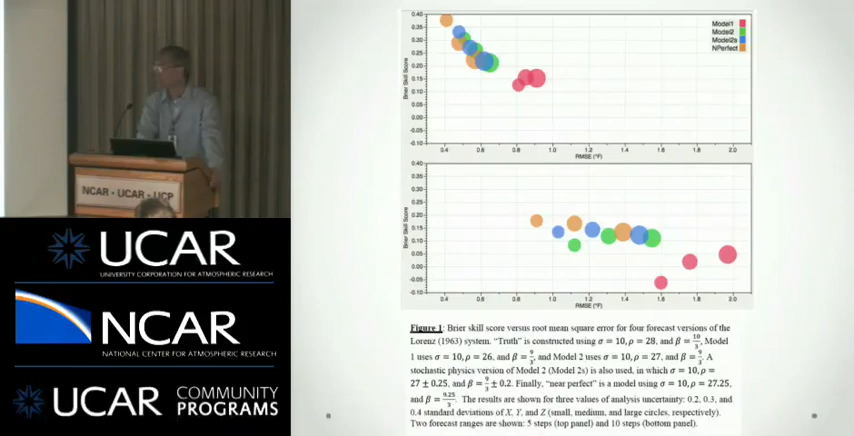 NCAR - UCAR - UCP
UCAR
UNIVERSITY CORPORATION FOR ATMOSPHERIC RESEARCH
NCAR
NATIONAL CENTER FOR ATMOSPHERIC RESEARCH
UCAR COMMUNITY
PROGRAMS
Brier Skill Score
0.40
0.35
0.30
0.25
0.20
0.15
0.10
0.05
0.00
-0.05
-0.10
Model1
Model2
Model2s
NPerfect
0.4 0.6 0.8 1.0 1.2 1.4 1.6 1.8 2.0
RMSE (°F)
Brier Skill Score
0.40
0.35
0.30
0.25
0.20
0.15
0.10
0.05
0.00
-0.05
-0.10
0.4 0.6 0.8 1.0 1.2 1.4 1.6 1.8 2.0
RMSE (°F)
Figure 1: Brier skill score versus root mean square error for four forecast versions of the
Lorenz (1963) system. "Truth" is constructed using σ = 10, ρ = 28, and β = 10/3, Model
1 uses σ = 10, ρ = 26, and β = 9/3, and Model 2 uses σ = 10, ρ = 27, and β = 9/3. A
stochastic physics version of Model 2 (Model 2s) is also used, in which σ = 10, ρ =
27 ± 0.25, and β = 9/3 ± 0.2. Finally, "near perfect" is a model using σ = 10, ρ = 27.25,
and β = 9.25/3. The results are shown for three values of analysis uncertainty: 0.2, 0.3, and
0.4 standard deviations of X, Y, and Z (small, medium, and large circles, respectively).
Two forecast ranges are shown: 5 steps (top panel) and 10 steps (bottom panel).